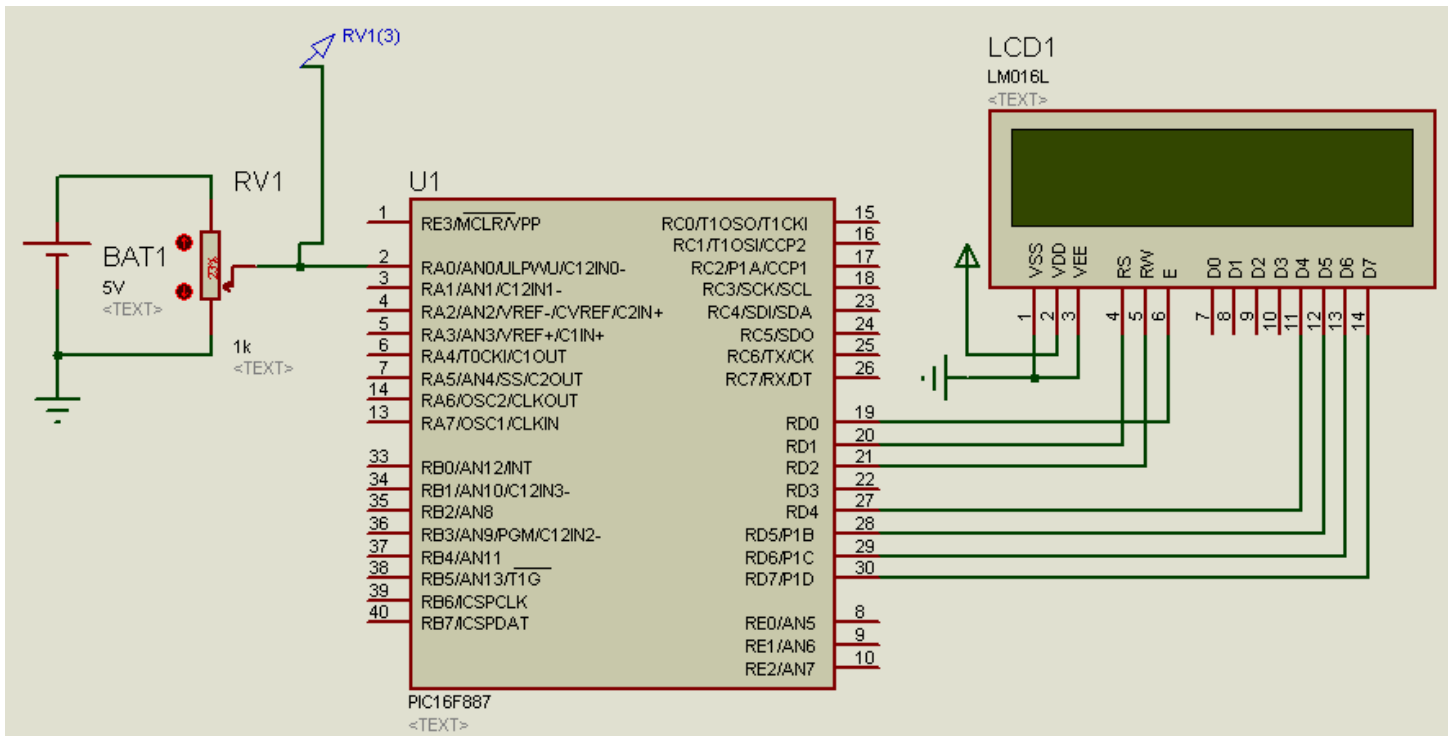 RV1(3)
LCD1
LM016L
<TEXT>
RV1
BAT1
5V
<TEXT>
23%
1k
<TEXT>
U1
1 RE3/MCLR/VPP
2 RA0/AN0/ULPWU/C12IN0-
3 RA1/AN1/C12IN1-
4 RA2/AN2/VREF-/CVREF/C2IN+
5 RA3/AN3/VREF+/C1IN+
6 RA4/T0CKI/C1OUT
7 RA5/AN4/SS/C2OUT
14 RA6/OSC2/CLKOUT
13 RA7/OSC1/CLKIN
33 RB0/AN12/INT
34 RB1/AN10/C12IN3-
35 RB2/AN8
36 RB3/AN9/PGM/C12IN2-
37 RB4/AN11
38 RB5/AN13/T1G
39 RB6/ICSPCLK
40 RB7/ICSPDAT
RC0/T1OSO/T1CKI 15
RC1/T1OSI/CCP2 16
RC2/P1A/CCP1 17
RC3/SCK/SCL 18
RC4/SDI/SDA 23
RC5/SDO 24
RC6/TX/CK 25
RC7/RX/DT 26
RD0 19
RD1 20
RD2 21
RD3 22
RD4 27
RD5/P1B 28
RD6/P1C 29
RD7/P1D 30
RE0/AN5 8
RE1/AN6 9
RE2/AN7 10
PIC16F887
<TEXT>
VSS VDD VEE RS RW E D0 D1 D2 D3 D4 D5 D6 D7
1 2 3 4 5 6 7 8 9 10 11 12 13 14